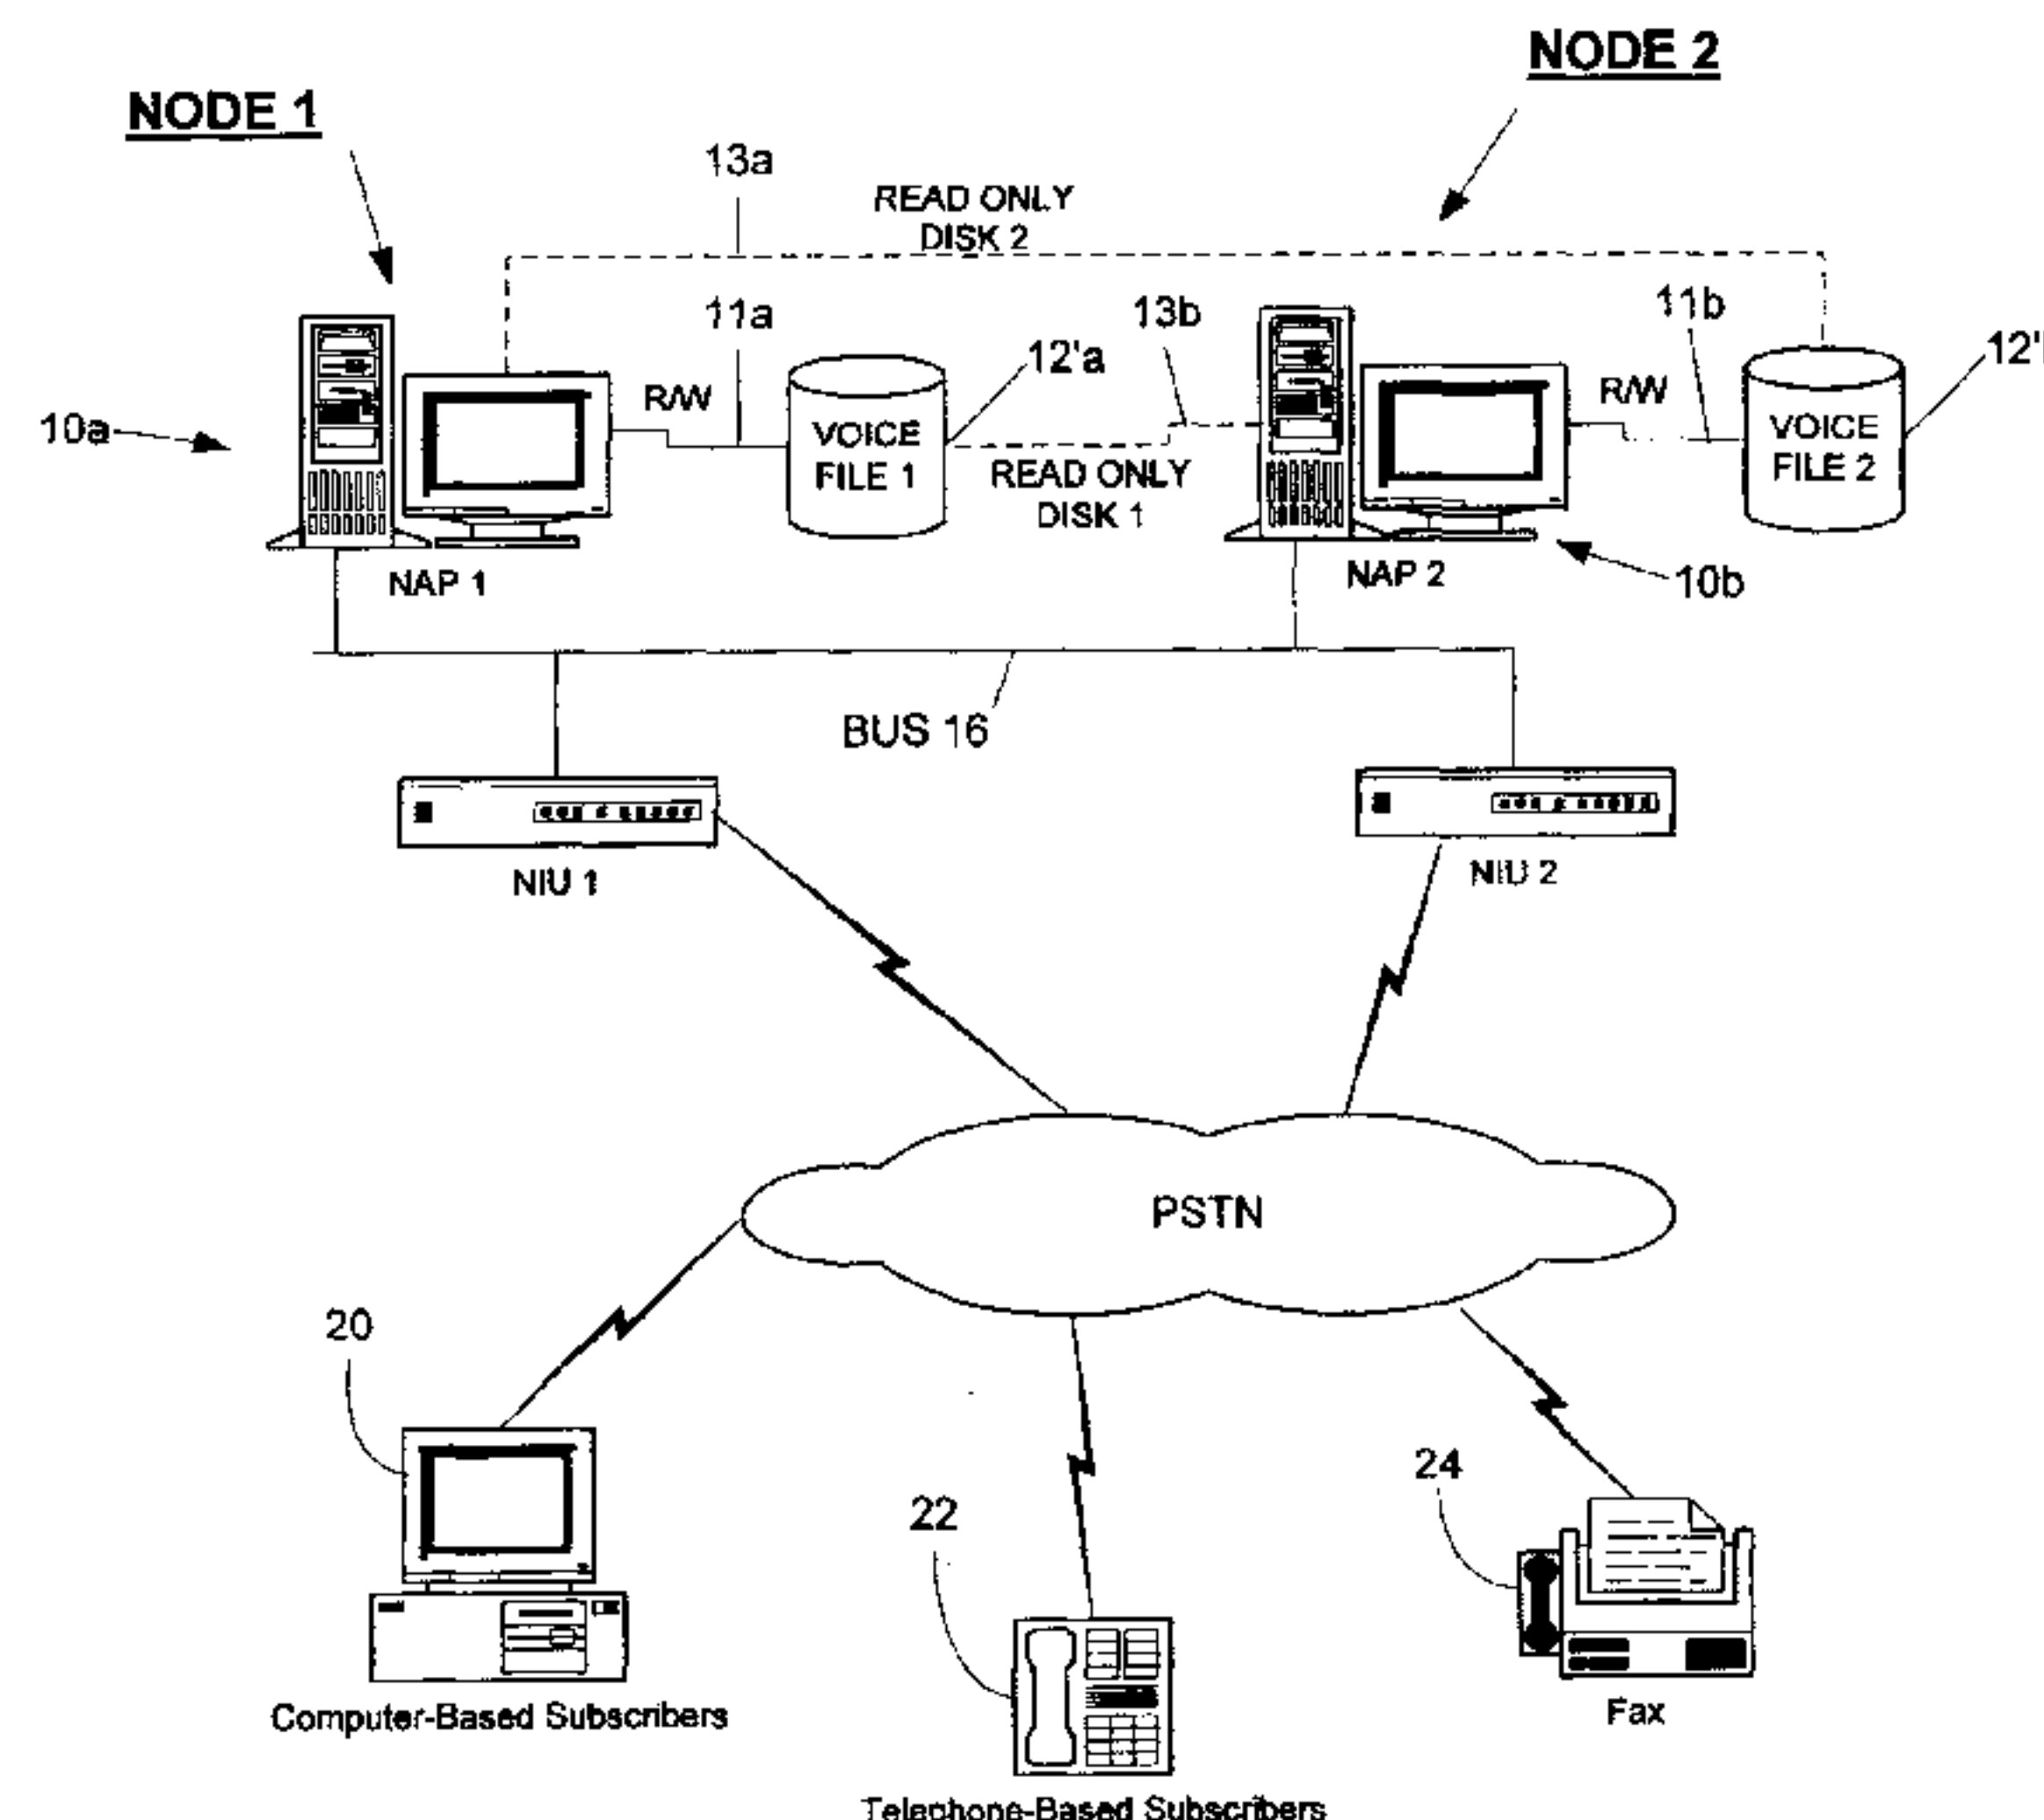 NODE 2
NODE 1
13a
READ ONLY
DISK 2
11a
13b
11b
12'a
R/W
R/W
10a
VOICE
FILE 1
VOICE
FILE 2
READ ONLY
DISK 1
NAP 1
NAP 2
10b
BUS 16
NIU 1
NIU 2
PSTN
20
24
22
Computer-Based Subscribers
Fax
Telephone-Based Subscribers